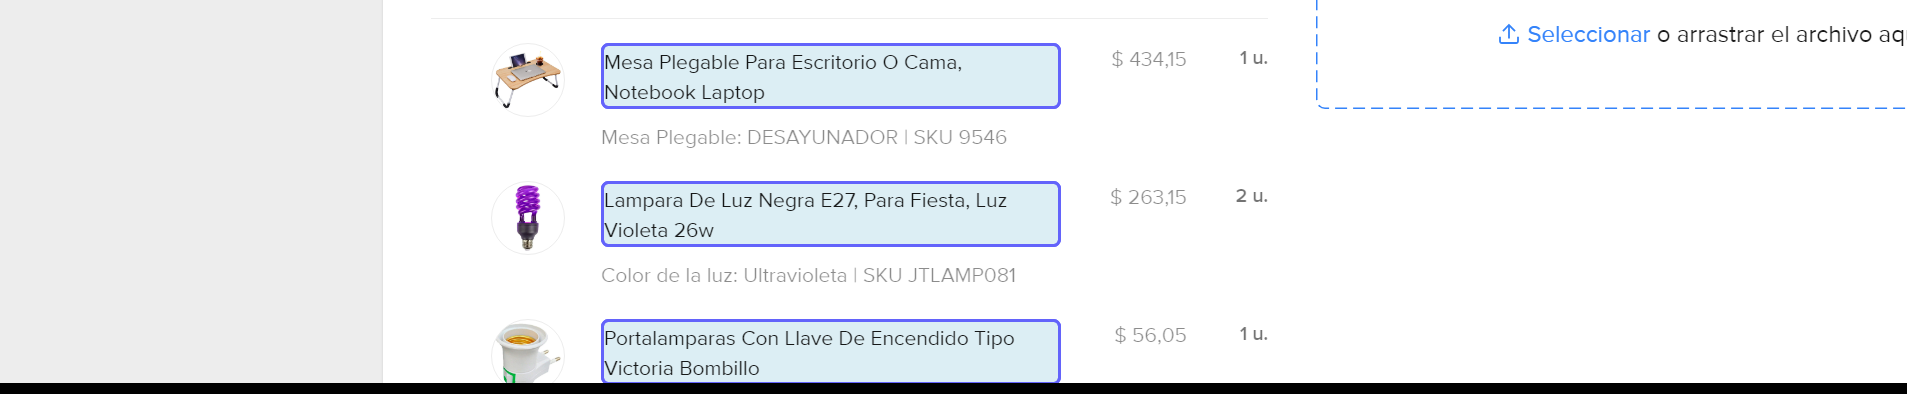 Seleccionar o arrastrar el archivo
Mesa Plegable Para Escritorio O Cama,
Notebook Laptop
$ 434,15
1 u.
Mesa Plegable: DESAYUNADOR | SKU 9546
Lampara De Luz Negra E27, Para Fiesta, Luz
Violeta 26w
$ 263,15
2 u.
Color de la luz: Ultravioleta | SKU JTLAMP081
Portalamparas Con Llave De Encendido Tipo
Victoria Bombillo
$ 56,05
1 u.